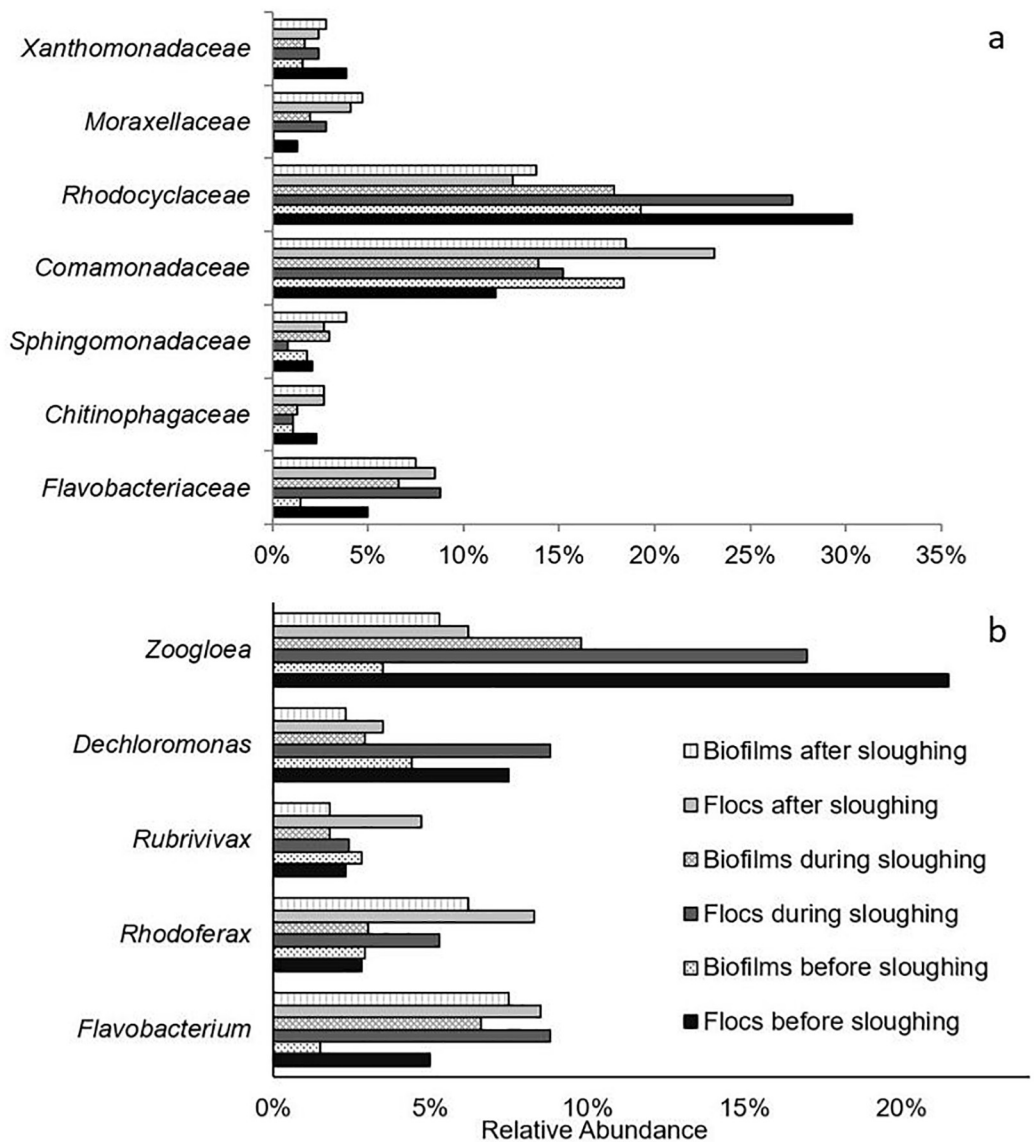 a
Xanthomonadaceae
Moraxellaceae
Rhodocyclaceae
Comamonadaceae
Sphingomonadaceae
Chitinophagaceae
Flavobacteriaceae
0% 5% 10% 15% 20% 25% 30% 35%
b
Zoogloea
Dechloromonas
Rubrivivax
Rhodoferax
Flavobacterium
Biofilms after sloughing
Flocs after sloughing
Biofilms during sloughing
Flocs during sloughing
Biofilms before sloughing
Flocs before sloughing
0% 5% 10% 15% 20%
Relative Abundance